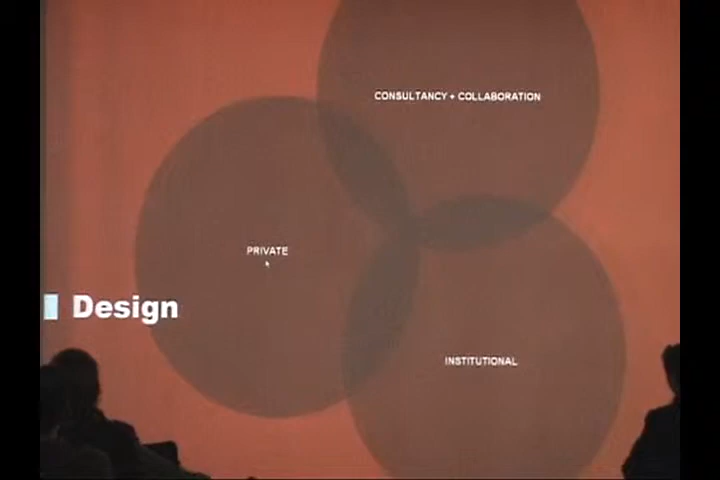 CONSULTANCY + COLLABORATION
PRIVATE
Design
INSTITUTIONAL